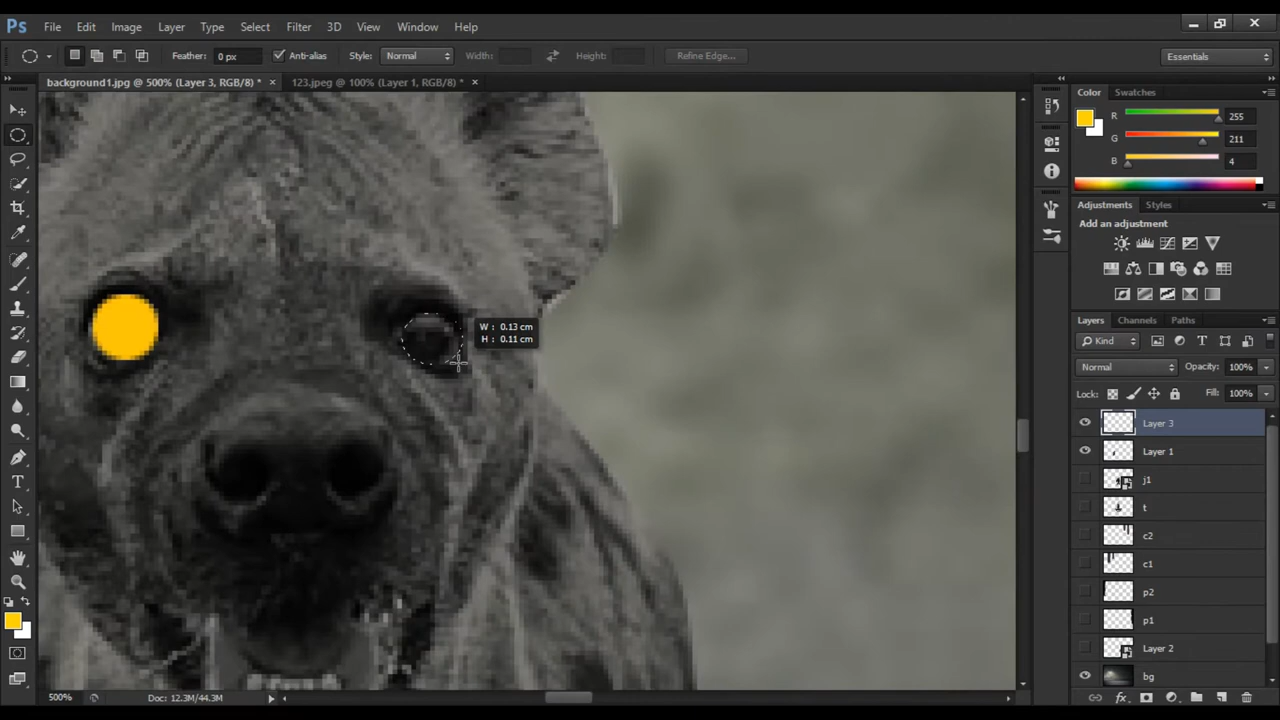 Ps File Edit Image Layer Type Select Filter 3D View Window Help
Feather: 0 px Anti-alias Style: Normal Width: Height: Refine Edge... Essentials
background1.jpg @ 500% (Layer 3, RGB/8) * × 123.jpeg @ 100% (Layer 1, RGB/8) * ×
Color Swatches
R 255
G 211
B 4
Adjustments Styles
Add an adjustment
W : 0.13 cm
H : 0.11 cm
Layers Channels Paths
Kind
Normal Opacity: 100%
Lock: Fill: 100%
Layer 3
Layer 1
j1
t
c2
c1
p2
p1
Layer 2
bg
500% Doc: 12.3M/44.3M